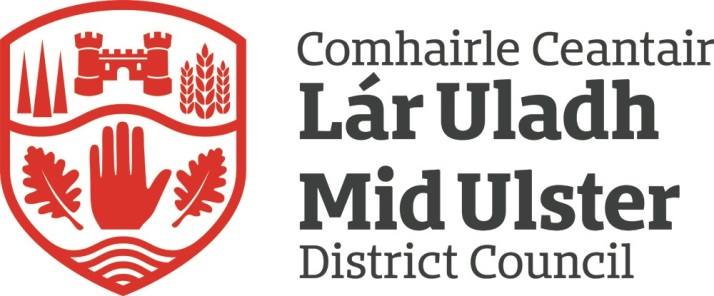 Comhairle Ceantair
Lár Uladh
Mid Ulster
District Council